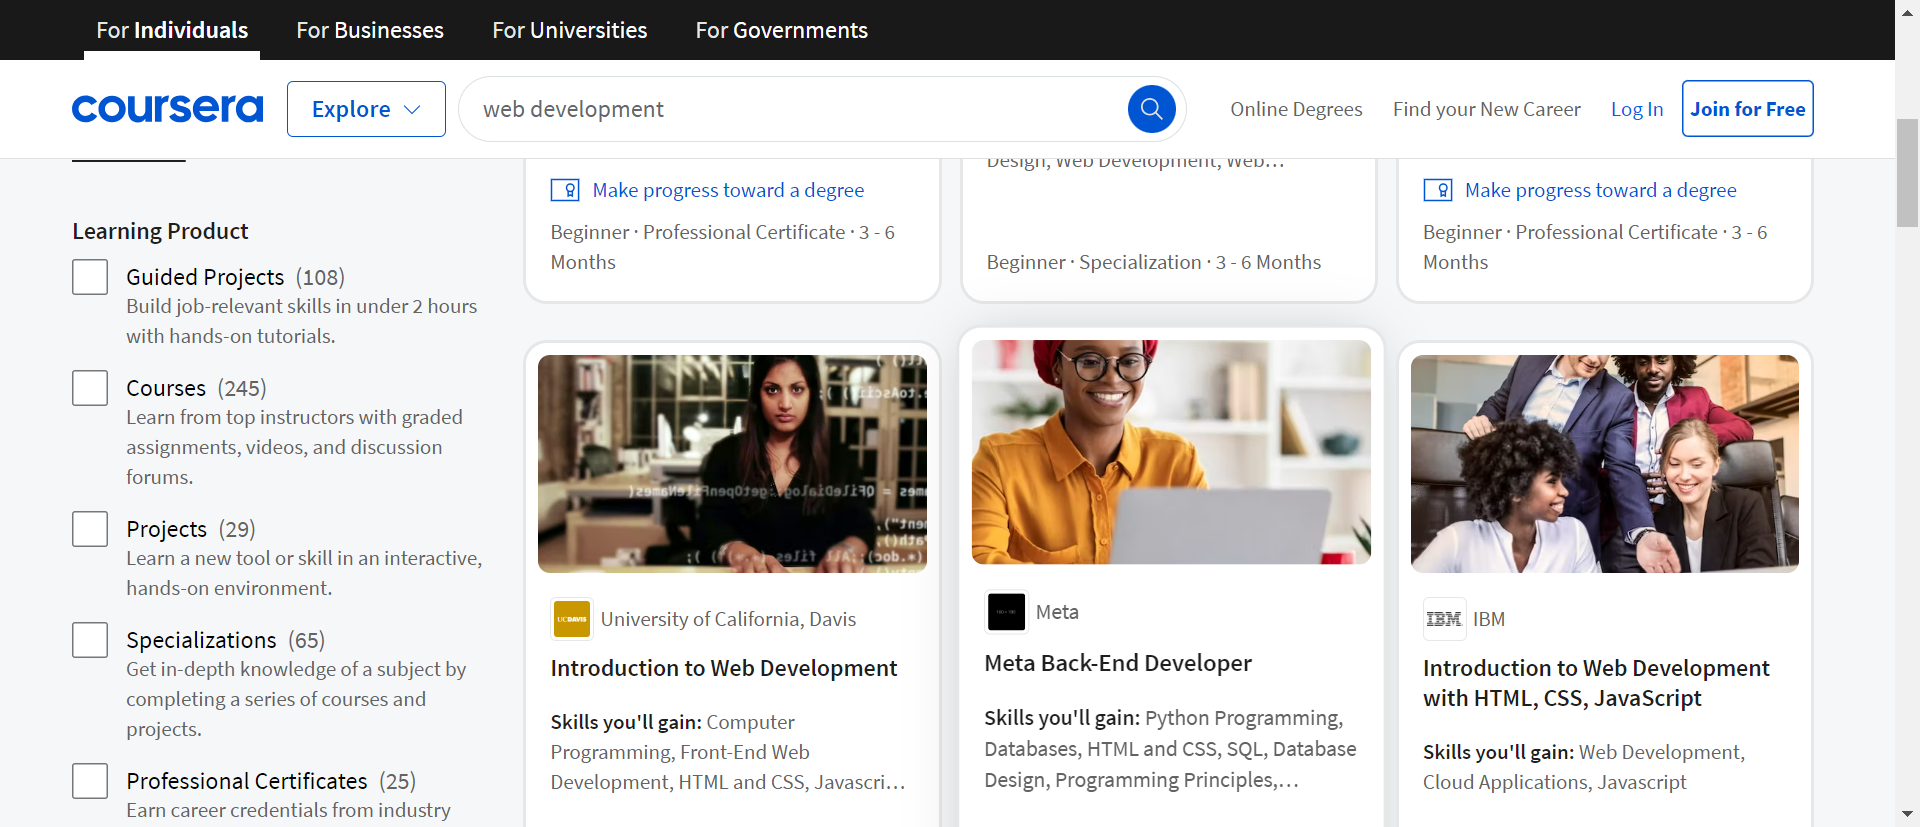 For Individuals
For Businesses
For Universities
For Governments
coursera
Explore
web development
Online Degrees
Find your New Career
Log In
Join for Free
Learning Product
Guided Projects (108)
Build job-relevant skills in under 2 hours
with hands-on tutorials.
Courses (245)
Learn from top instructors with graded
assignments, videos, and discussion
forums.
Projects (29)
Learn a new tool or skill in an interactive,
hands-on environment.
Specializations (65)
Get in-depth knowledge of a subject by
completing a series of courses and
projects.
Professional Certificates (25)
Earn career credentials from industry
Make progress toward a degree
Beginner · Professional Certificate · 3 - 6
Months
Design, Web Development, Web...
Beginner · Specialization · 3 - 6 Months
Make progress toward a degree
Beginner · Professional Certificate · 3 - 6
Months
UCDAVIS
University of California, Davis
Introduction to Web Development
Skills you'll gain: Computer
Programming, Front-End Web
Development, HTML and CSS, Javascri...
Meta
Meta Back-End Developer
Skills you'll gain: Python Programming,
Databases, HTML and CSS, SQL, Database
Design, Programming Principles,...
IBM
IBM
Introduction to Web Development
with HTML, CSS, JavaScript
Skills you'll gain: Web Development,
Cloud Applications, Javascript